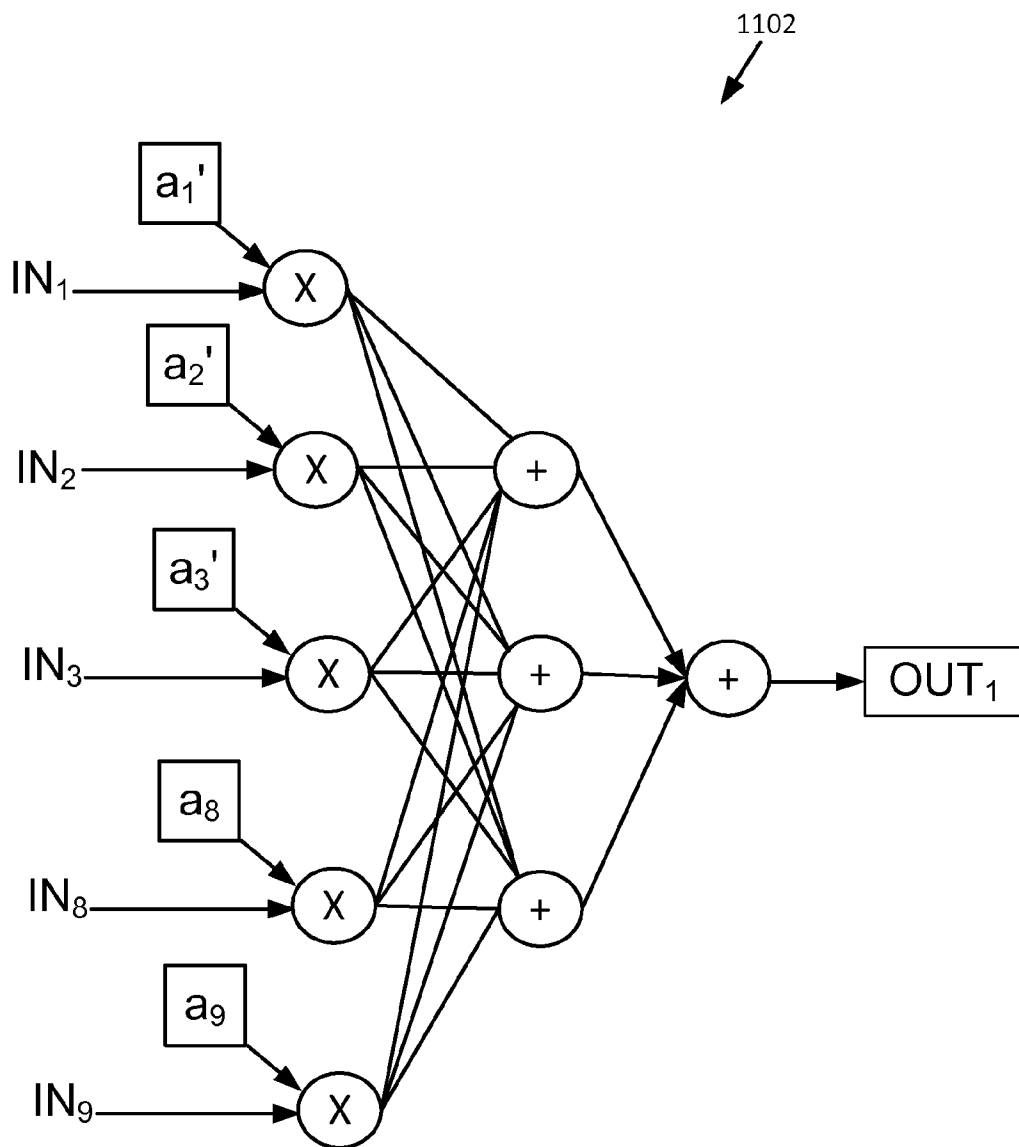 1102
a₁'
IN₁
X
a₂'
IN₂
X
+
a₃'
IN₃
X
+
+
OUT₁
a₈
IN₈
X
+
a₉
IN₉
X